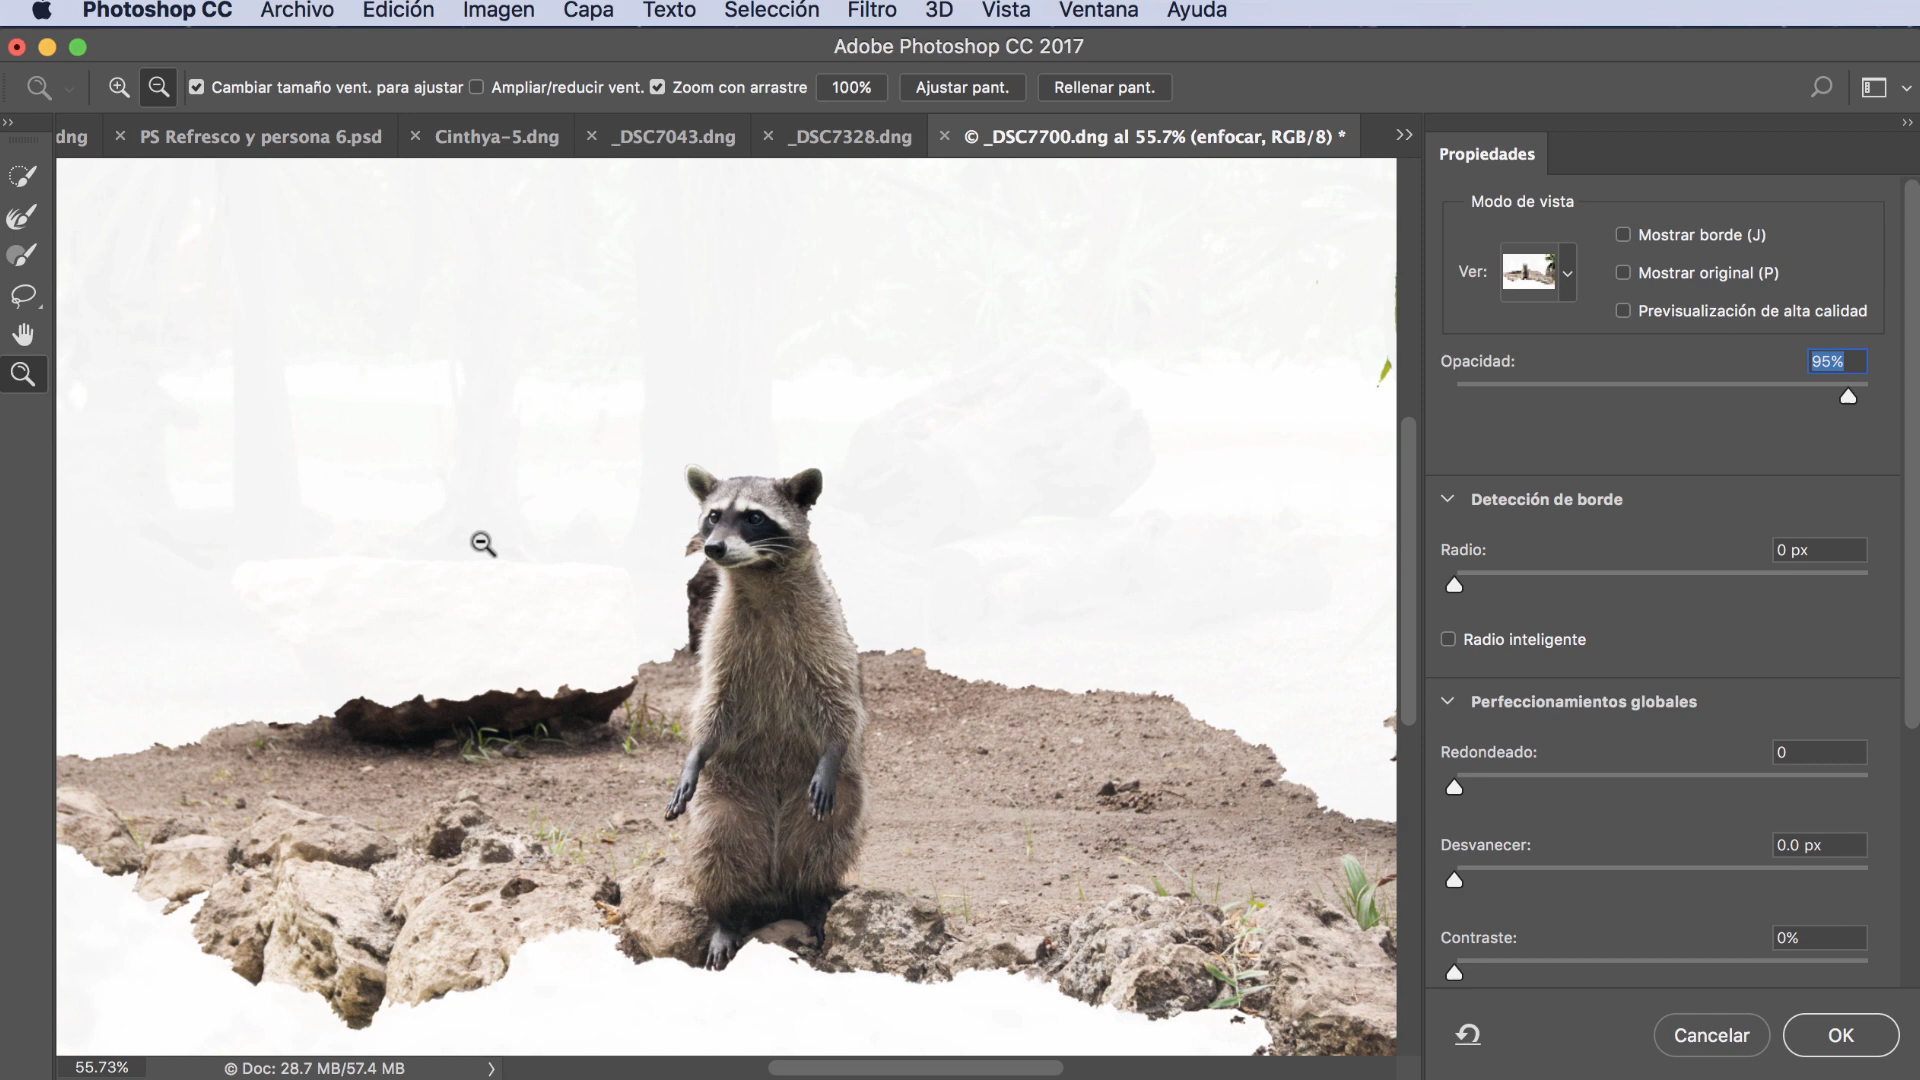 Photoshop CC Archivo Edición Imagen Capa Texto Selección Filtro 3D Vista Ventana Ayuda
Adobe Photoshop CC 2017
Cambiar tamaño vent. para ajustar Ampliar/reducir vent. Zoom con arrastre 100% Ajustar pant. Rellenar pant.
dng × PS Refresco y persona 6.psd × Cinthya-5.dng × _DSC7043.dng × _DSC7328.dng × © _DSC7700.dng al 55.7% (enfocar, RGB/8) *
Propiedades
Modo de vista
Ver:
Mostrar borde (J)
Mostrar original (P)
Previsualización de alta calidad
Opacidad: 95%
Detección de borde
Radio: 0 px
Radio inteligente
Perfeccionamientos globales
Redondeado: 0
Desvanecer: 0.0 px
Contraste: 0%
Cancelar OK
55.73% © Doc: 28.7 MB/57.4 MB